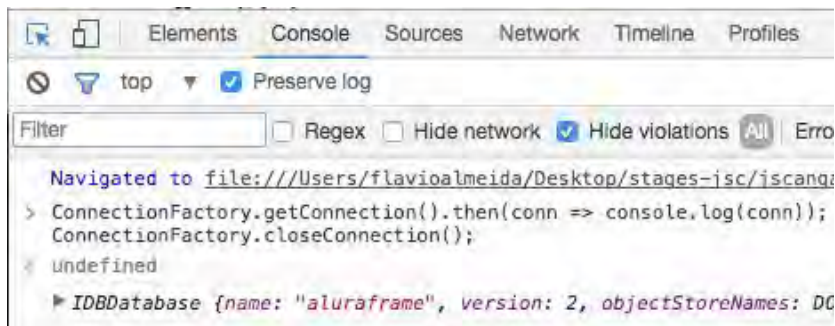 Elements Console Sources Network Timeline Profiles
top Preserve log
Filter Regex Hide network Hide violations All Erro
Navigated to file:///Users/flavioalmeida/Desktop/stages-jsc/jscanga
> ConnectionFactory.getConnection().then(conn => console.log(conn));
ConnectionFactory.closeConnection();
< undefined
▶ IDBDatabase {name: "aluraframe", version: 2, objectStoreNames: DO